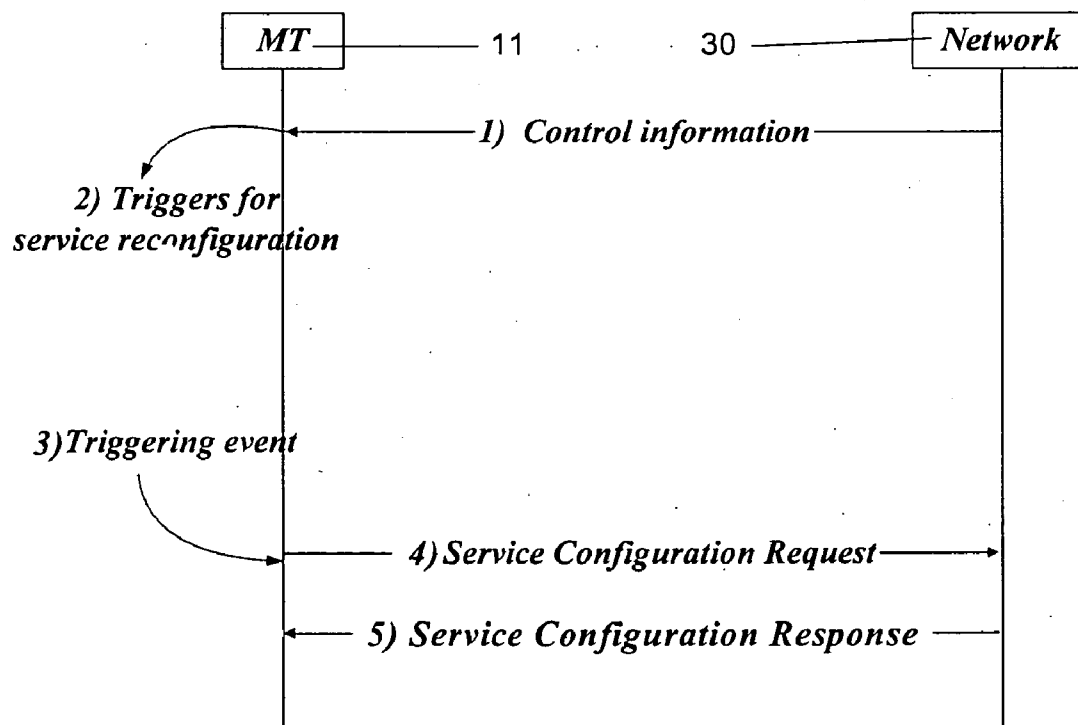 MT 11 30 Network
1) Control information
2) Triggers for
service reconfiguration
3) Triggering event
4) Service Configuration Request
5) Service Configuration Response